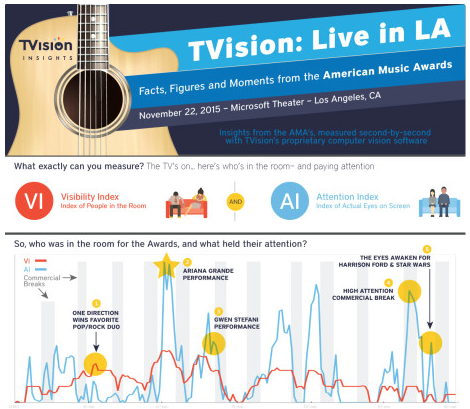 TVision
INSIGHTS
TVision: Live in LA
Facts, Figures and Moments from the American Music Awards
November 22, 2015 – Microsoft Theater – Los Angeles, CA
Insights from the AMA's, measured second-by-second
with TVision's proprietary computer vision software
What exactly can you measure? The TV's on... here's who's in the room– and paying attention
VI
Visibility Index
Index of People in the Room
AND
AI
Attention Index
Index of Actual Eyes on Screen
So, who was in the room for the Awards, and what held their attention?
VI
AI
Commercial
Breaks
ONE DIRECTION
WINS FAVORITE
POP/ROCK DUO
2
ARIANA GRANDE
PERFORMANCE
GWEN STEFANI
PERFORMANCE
HIGH ATTENTION
COMMERCIAL BREAK
THE EYES AWAKEN FOR
HARRISON FORD & STAR WARS